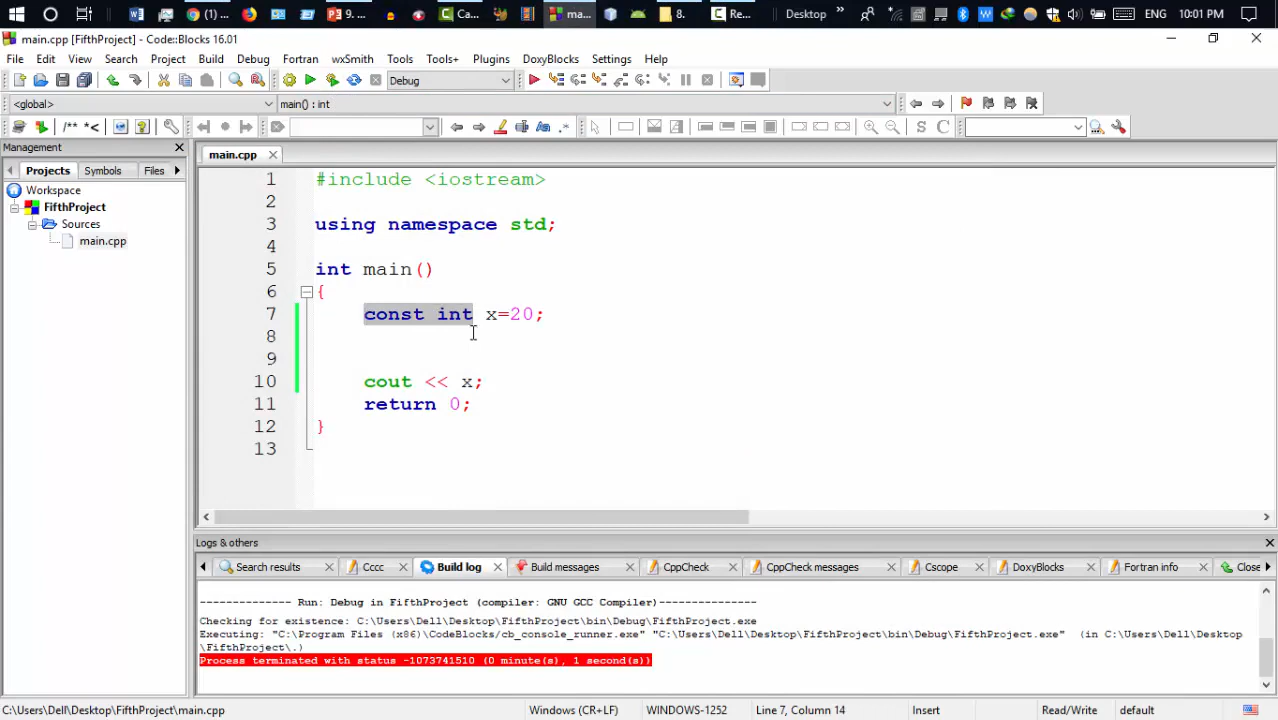 (1) ...
9. ...
Ca...
ma...
8. ...
Re...
Desktop
»
ENG
10:01 PM
main.cpp [FifthProject] - Code::Blocks 16.01
File Edit View Search Project Build Debug Fortran wxSmith Tools Tools+ Plugins DoxyBlocks Settings Help
Debug
<global>
main() : int
/** *<
S C
Management
main.cpp
Projects Symbols Files
Workspace
FifthProject
Sources
main.cpp
1 #include <iostream>
2
3 using namespace std;
4
5 int main()
6 {
7 const int x=20;
8
9
10 cout << x;
11 return 0;
12 }
13
Logs & others
Search results Cccc Build log Build messages CppCheck CppCheck messages Cscope DoxyBlocks Fortran info Close
-------------- Run: Debug in FifthProject (compiler: GNU GCC Compiler)---------------
Checking for existence: C:\Users\Dell\Desktop\FifthProject\bin\Debug\FifthProject.exe
Executing: "C:\Program Files (x86)\CodeBlocks/cb_console_runner.exe" "C:\Users\Dell\Desktop\FifthProject\bin\Debug\FifthProject.exe" (in C:\Users\Dell\Desktop
\FifthProject\.)
Process terminated with status -1073741510 (0 minute(s), 1 second(s))
C:\Users\Dell\Desktop\FifthProject\main.cpp Windows (CR+LF) WINDOWS-1252 Line 7, Column 14 Insert Read/Write default